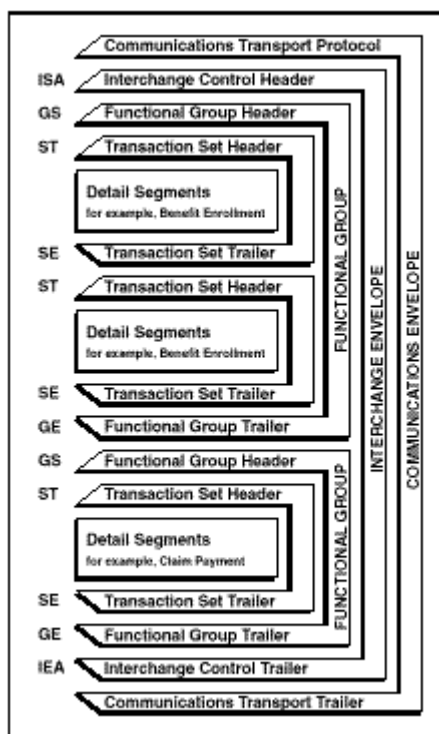 Communications Transport Protocol
ISA Interchange Control Header
GS Functional Group Header
ST Transaction Set Header
Detail Segments
for example, Benefit Enrollment
SE Transaction Set Trailer
ST Transaction Set Header
Detail Segments
for example, Benefit Enrollment
SE Transaction Set Trailer
GE Functional Group Trailer
FUNCTIONAL GROUP
GS Functional Group Header
ST Transaction Set Header
Detail Segments
for example, Claim Payment
SE Transaction Set Trailer
GE Functional Group Trailer
FUNCTIONAL GROUP
IEA Interchange Control Trailer
Communications Transport Trailer
INTERCHANGE ENVELOPE
COMMUNICATIONS ENVELOPE